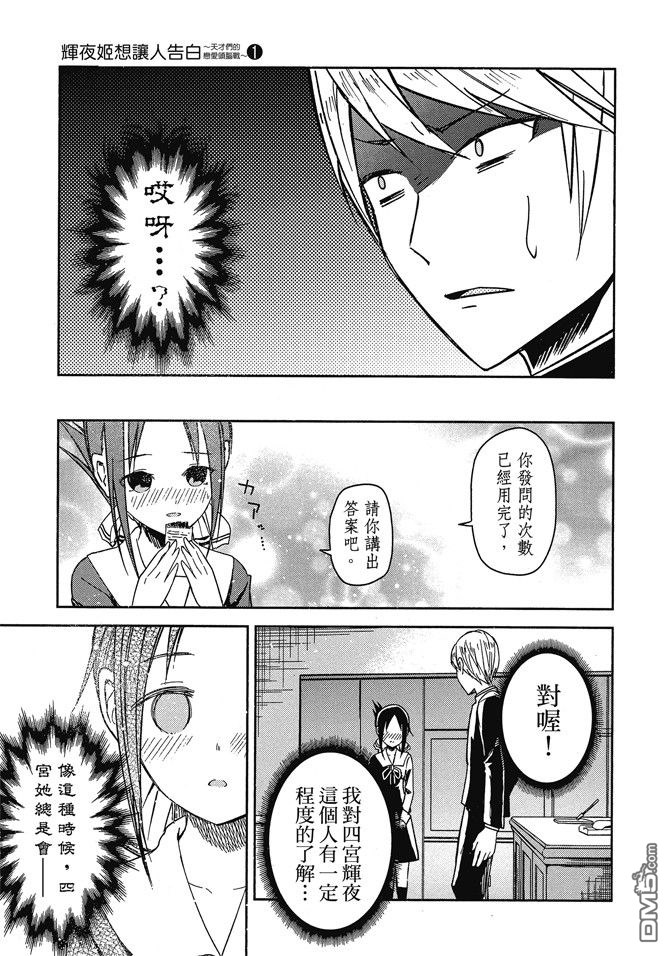 輝夜姬想讓人告白 ～天才們的
戀愛頭腦戰～ ❶
哎呀…？
你發問的次數
已經用完了，
請你講出
答案吧。
カァ…
對喔！
我對四宮輝夜
這個人有一定
程度的了解…
像這種時候，四
宮她總是會——
DM5.com